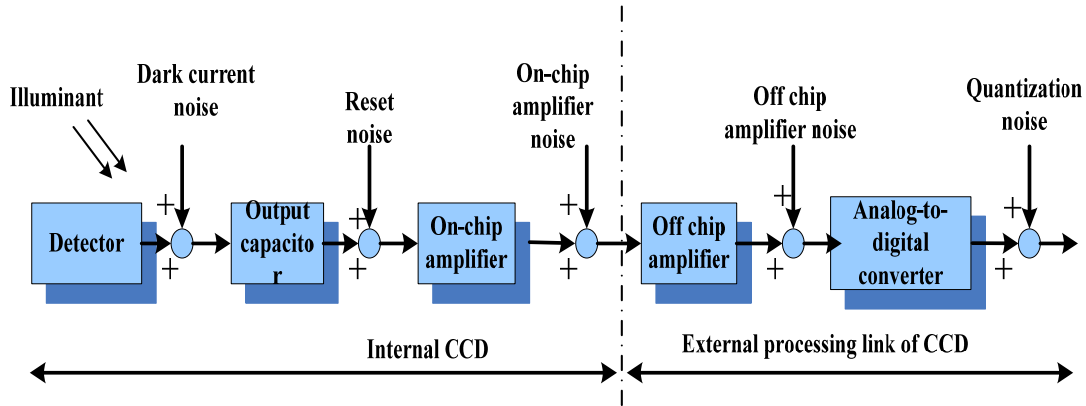 Illuminant
Dark current
noise
Reset
noise
On-chip
amplifier
noise
Off chip
amplifier noise
Quantization
noise
+
+
+
+
+
+
+
+
+
+
Detector
Output
capacito
r
On-chip
amplifier
Off chip
amplifier
Analog-to-
digital
converter
Internal CCD
External processing link of CCD